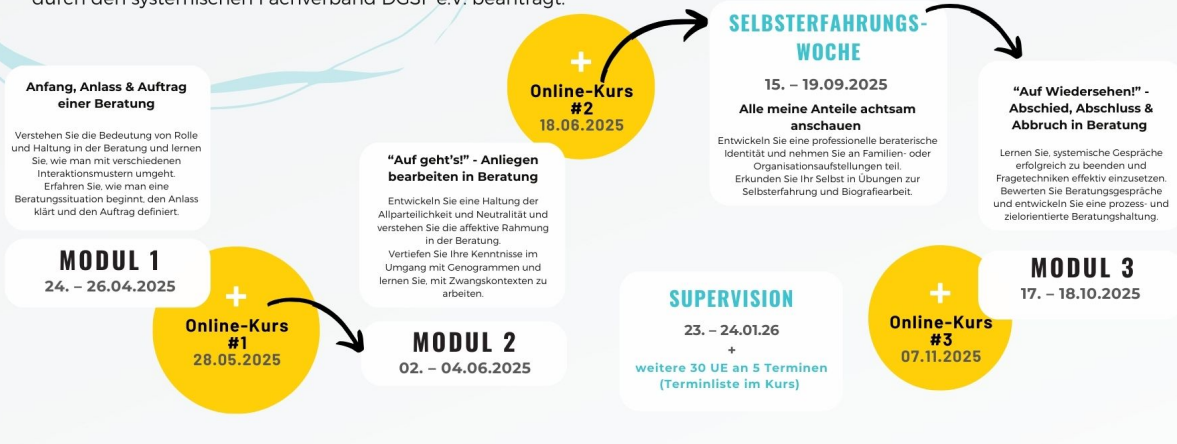 durch den systemischen Fachverband DGSF e.V. beantragt.
Anfang, Anlass & Auftrag
einer Beratung
Verstehen Sie die Bedeutung von Rolle
und Haltung in der Beratung und lernen
Sie, wie man mit verschiedenen
Interaktionsmustern umgeht.
Erfahren Sie, wie man eine
Beratungssituation beginnt, den Anlass
klärt und den Auftrag definiert.
MODUL 1
24. – 26.04.2025
+
Online-Kurs
#1
28.05.2025
“Auf geht’s!” - Anliegen
bearbeiten in Beratung
Entwickeln Sie eine Haltung der
Allparteilichkeit und Neutralität und
verstehen Sie die affektive Rahmung
in der Beratung.
Vertiefen Sie Ihre Kenntnisse im
Umgang mit Genogrammen und
lernen Sie, mit Zwangskontexten zu
arbeiten.
MODUL 2
02. – 04.06.2025
+
Online-Kurs
#2
18.06.2025
SELBSTERFAHRUNGS-
WOCHE
15. – 19.09.2025
Alle meine Anteile achtsam
anschauen
Entwickeln Sie eine professionelle beraterische
Identität und nehmen Sie an Familien- oder
Organisationsaufstellungen teil.
Erkunden Sie Ihr Selbst in Übungen zur
Selbsterfahrung und Biografiearbeit.
“Auf Wiedersehen!” -
Abschied, Abschluss &
Abbruch in Beratung
Lernen Sie, systemische Gespräche
erfolgreich zu beenden und
Fragetechniken effektiv einzusetzen.
Bewerten Sie Beratungsgespräche
und entwickeln Sie eine prozess- und
zielorientierte Beratungshaltung.
MODUL 3
17. – 18.10.2025
+
Online-Kurs
#3
07.11.2025
SUPERVISION
23. – 24.01.26
+
weitere 30 UE an 5 Terminen
(Terminliste im Kurs)